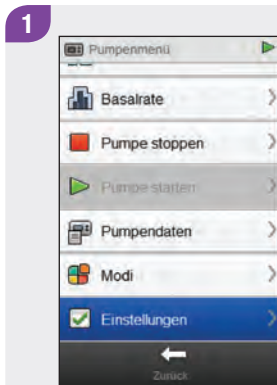 1
Pumpenmenü
Basalrate
Pumpe stoppen
Pumpe starten
Pumpendaten
Modi
Einstellungen
Zurück